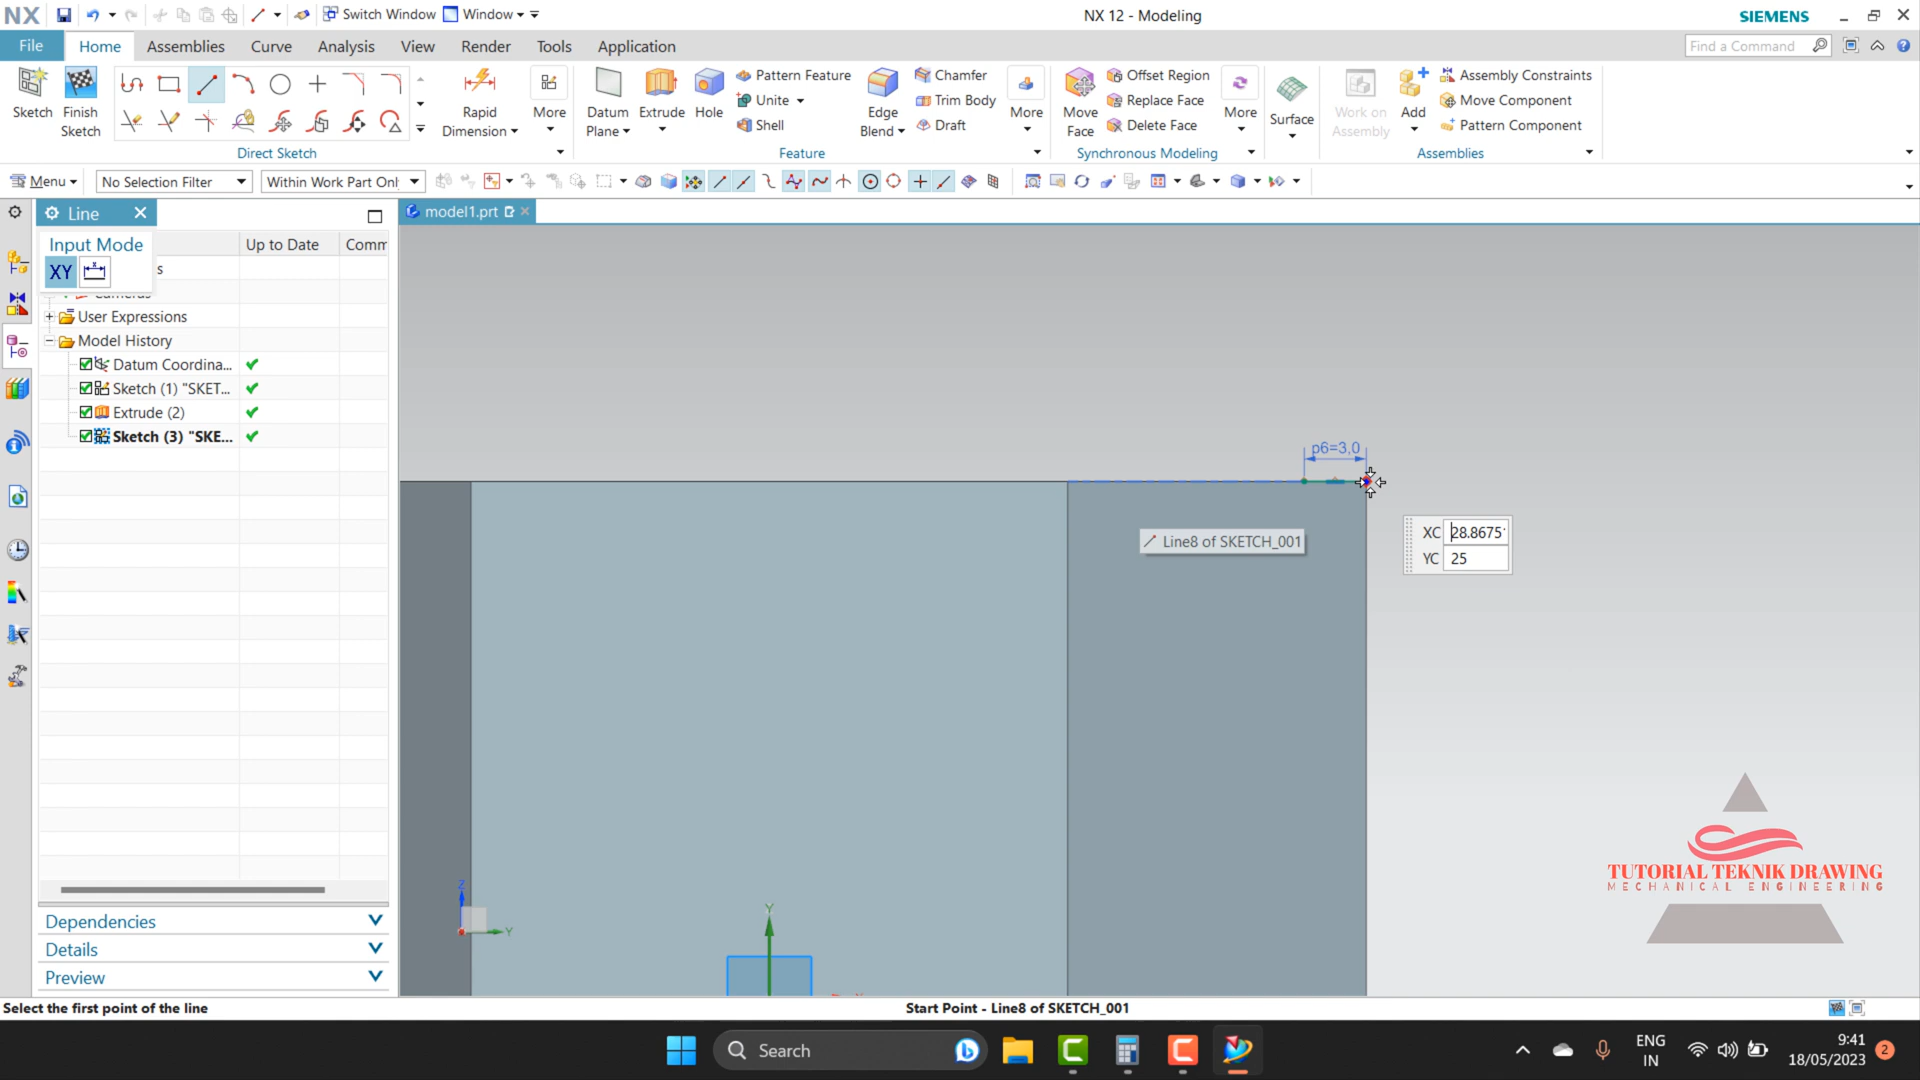 NX
Switch Window
Window
NX 12 - Modeling
SIEMENS
File
Home
Assemblies
Curve
Analysis
View
Render
Tools
Application
Find a Command
Sketch
Finish Sketch
Rapid Dimension
More
Direct Sketch
Datum Plane
Extrude
Hole
Pattern Feature
Unite
Shell
Edge Blend
Chamfer
Trim Body
Draft
More
Feature
Move Face
Offset Region
Replace Face
Delete Face
More
Synchronous Modeling
Surface
Work on Assembly
Add
Assembly Constraints
Move Component
Pattern Component
Assemblies
Menu
No Selection Filter
Within Work Part Onl
Line
model1.prt
Input Mode
XY
Up to Date
Comm
s
Cameras
User Expressions
Model History
Datum Coordina...
Sketch (1) "SKET...
Extrude (2)
Sketch (3) "SKE...
Dependencies
Details
Preview
p6=3,0
Line8 of SKETCH_001
XC 28.8675
YC 25
Z
Y
Y
TUTORIAL TEKNIK DRAWING
MECHANICAL ENGINEERING
Select the first point of the line
Start Point - Line8 of SKETCH_001
Search
ENG
IN
9:41
18/05/2023
2